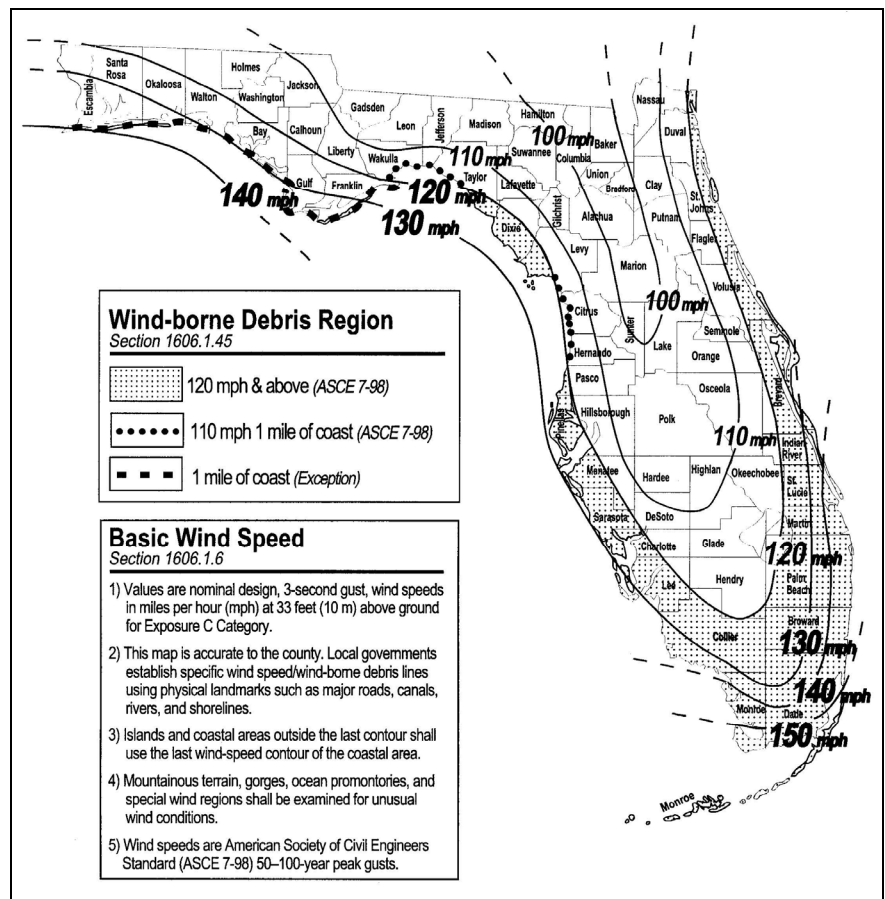 Santa
Rosa
Holmes
Okaloosa
Escambia
Walton
Washington
Jackson
Nassau
Gadsden
Hamilton
Bay
Calhoun
Leon
Jefferson
Madison
100 mph
Baker
Duval
Liberty
Wakulla
110 mph
Suwannee
Columbia
Union
Taylor
Lafayette
Bradford
Clay
St.
Johns
140 mph
Gulf
Franklin
120 mph
Gilchrist
Alachua
Putnam
130 mph
Dixie
Flagler
Levy
Marion
Volusia
100 mph
Citrus
Sumter
Seminole
Hernando
Lake
Orange
Pasco
Osceola
Brevard
Pinellas
Hillsborough
Polk
110 mph
Indian
River
Manatee
Hardee
Highlan
Okeechobee
St.
Lucie
Sarasota
DeSoto
Martin
Charlotte
Glade
120 mph
Lee
Hendry
Palm
Beach
Broward
Collier
130 mph
140 mph
Monroe
Dade
150 mph
Monroe
Wind-borne Debris Region
Section 1606.1.45
120 mph & above (ASCE 7-98)
110 mph 1 mile of coast (ASCE 7-98)
1 mile of coast (Exception)
Basic Wind Speed
Section 1606.1.6
1) Values are nominal design, 3-second gust, wind speeds
in miles per hour (mph) at 33 feet (10 m) above ground
for Exposure C Category.
2) This map is accurate to the county. Local governments
establish specific wind speed/wind-borne debris lines
using physical landmarks such as major roads, canals,
rivers, and shorelines.
3) Islands and coastal areas outside the last contour shall
use the last wind-speed contour of the coastal area.
4) Mountainous terrain, gorges, ocean promontories, and
special wind regions shall be examined for unusual
wind conditions.
5) Wind speeds are American Society of Civil Engineers
Standard (ASCE 7-98) 50–100-year peak gusts.